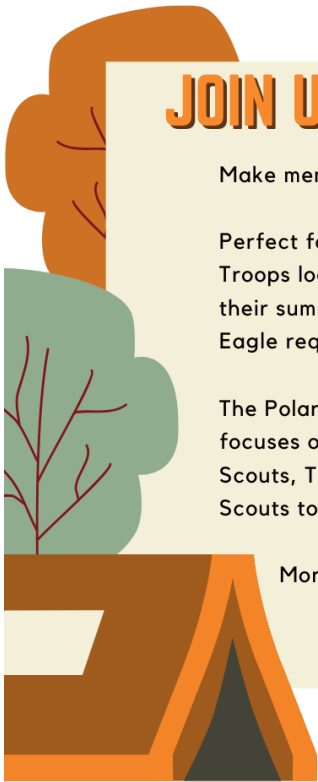 JOIN U
Make mer
Perfect fo
Troops loo
their sum
Eagle req
The Polar
focuses o
Scouts, T
Scouts to
Mor